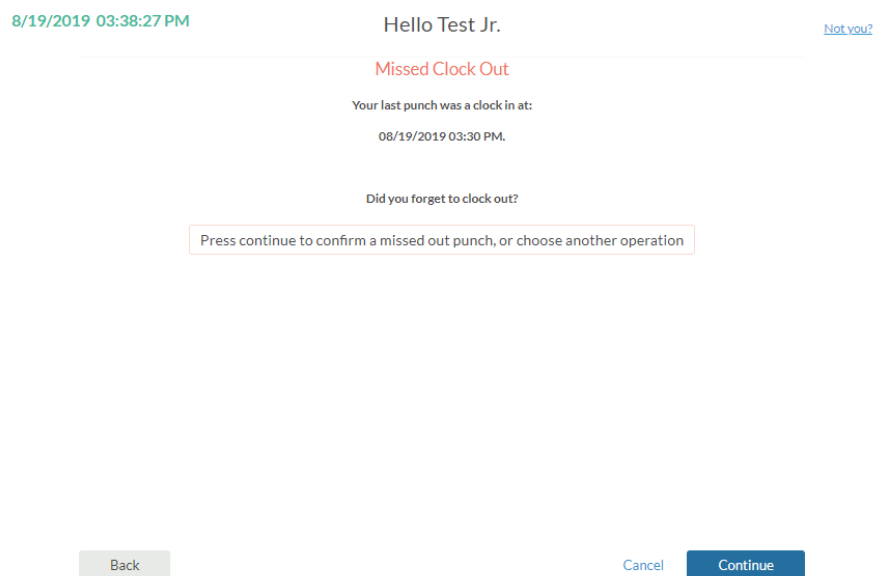 8/19/2019 03:38:27 PM
Hello Test Jr.
Not you?
Missed Clock Out
Your last punch was a clock in at:
08/19/2019 03:30 PM.
Did you forget to clock out?
Press continue to confirm a missed out punch, or choose another operation
Back
Cancel
Continue